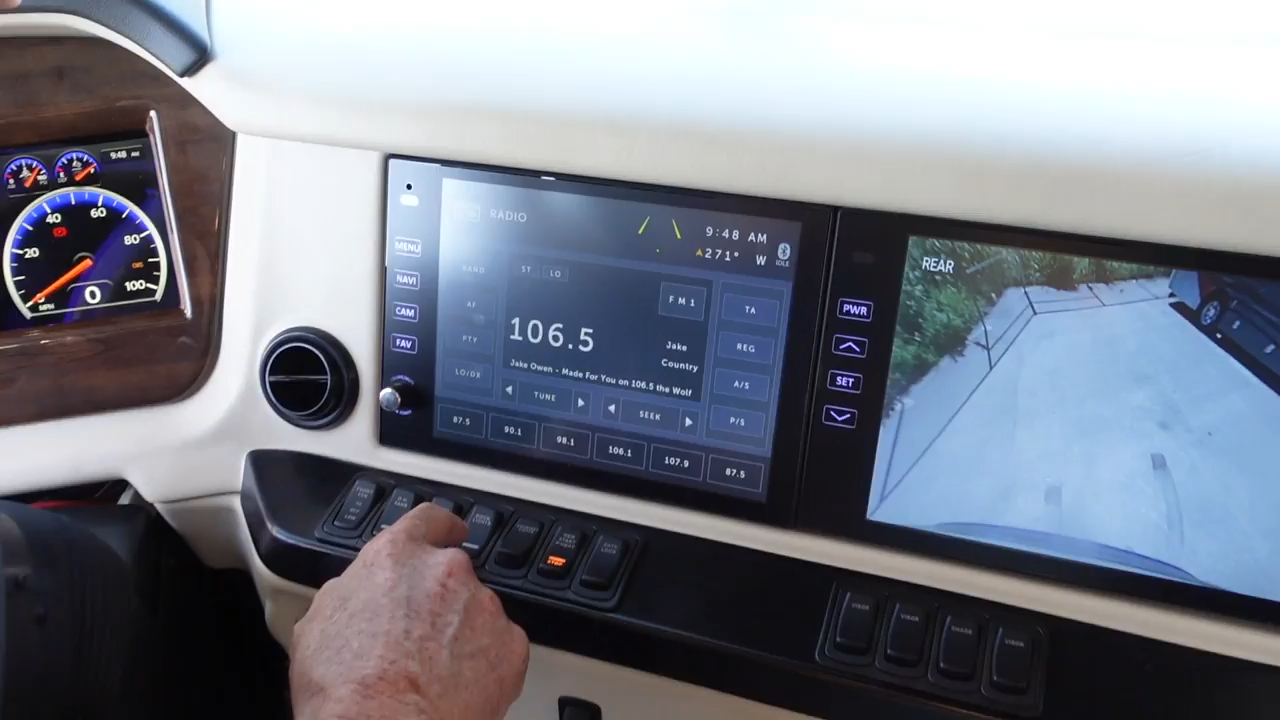 9:48 AM
60
40
80
20
100
MPH
0
MENU
NAVI
CAM
FAV
RADIO
9:48 AM
271° W
IDLE
BAND
ST
LO
FM1
TA
AF
106.5
Jake
REG
PTY
Country
Jake Owen - Made For You on 106.5 the Wolf
A/S
LO/DX
TUNE
SEEK
P/S
87.5
90.1
98.1
106.1
107.9
87.5
REAR
PWR
SET
VISOR
VISOR
SHADE
VISOR